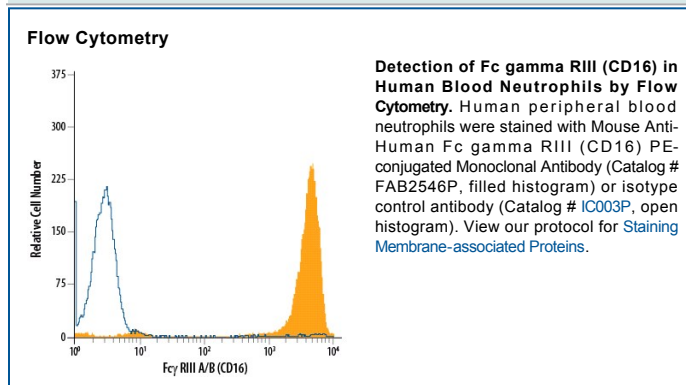 Flow Cytometry
Detection of Fc gamma RIII (CD16) in
Human Blood Neutrophils by Flow
Cytometry. Human peripheral blood
neutrophils were stained with Mouse Anti-
Human Fc gamma RIII (CD16) PE-
conjugated Monoclonal Antibody (Catalog #
FAB2546P, filled histogram) or isotype
control antibody (Catalog # IC003P, open
histogram). View our protocol for Staining
Membrane-associated Proteins.
Relative Cell Number
375
300
225
150
75
0
10⁰ 10¹ 10² 10³ 10⁴
Fcγ RIII A/B (CD16)